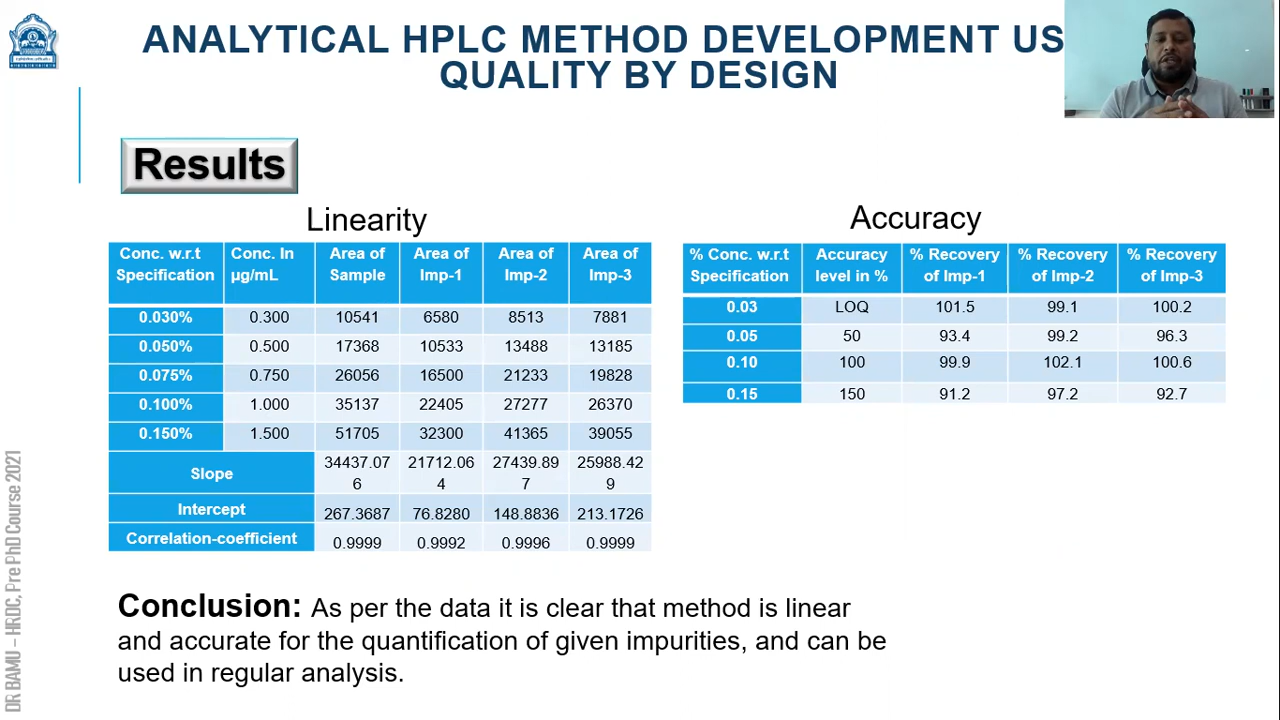 ANALYTICAL HPLC METHOD DEVELOPMENT US
QUALITY BY DESIGN
Results
Linearity
Conc. w.r.t Specification | Conc. In µg/mL | Area of Sample | Area of Imp-1 | Area of Imp-2 | Area of Imp-3
0.030% | 0.300 | 10541 | 6580 | 8513 | 7881
0.050% | 0.500 | 17368 | 10533 | 13488 | 13185
0.075% | 0.750 | 26056 | 16500 | 21233 | 19828
0.100% | 1.000 | 35137 | 22405 | 27277 | 26370
0.150% | 1.500 | 51705 | 32300 | 41365 | 39055
Slope | 34437.076 | 21712.064 | 27439.897 | 25988.429
Intercept | 267.3687 | 76.8280 | 148.8836 | 213.1726
Correlation-coefficient | 0.9999 | 0.9992 | 0.9996 | 0.9999
Accuracy
% Conc. w.r.t Specification | Accuracy level in % | % Recovery of Imp-1 | % Recovery of Imp-2 | % Recovery of Imp-3
0.03 | LOQ | 101.5 | 99.1 | 100.2
0.05 | 50 | 93.4 | 99.2 | 96.3
0.10 | 100 | 99.9 | 102.1 | 100.6
0.15 | 150 | 91.2 | 97.2 | 92.7
Conclusion: As per the data it is clear that method is linear
and accurate for the quantification of given impurities, and can be
used in regular analysis.
DR BAMU – HRDC, Pre PhD Course 2021